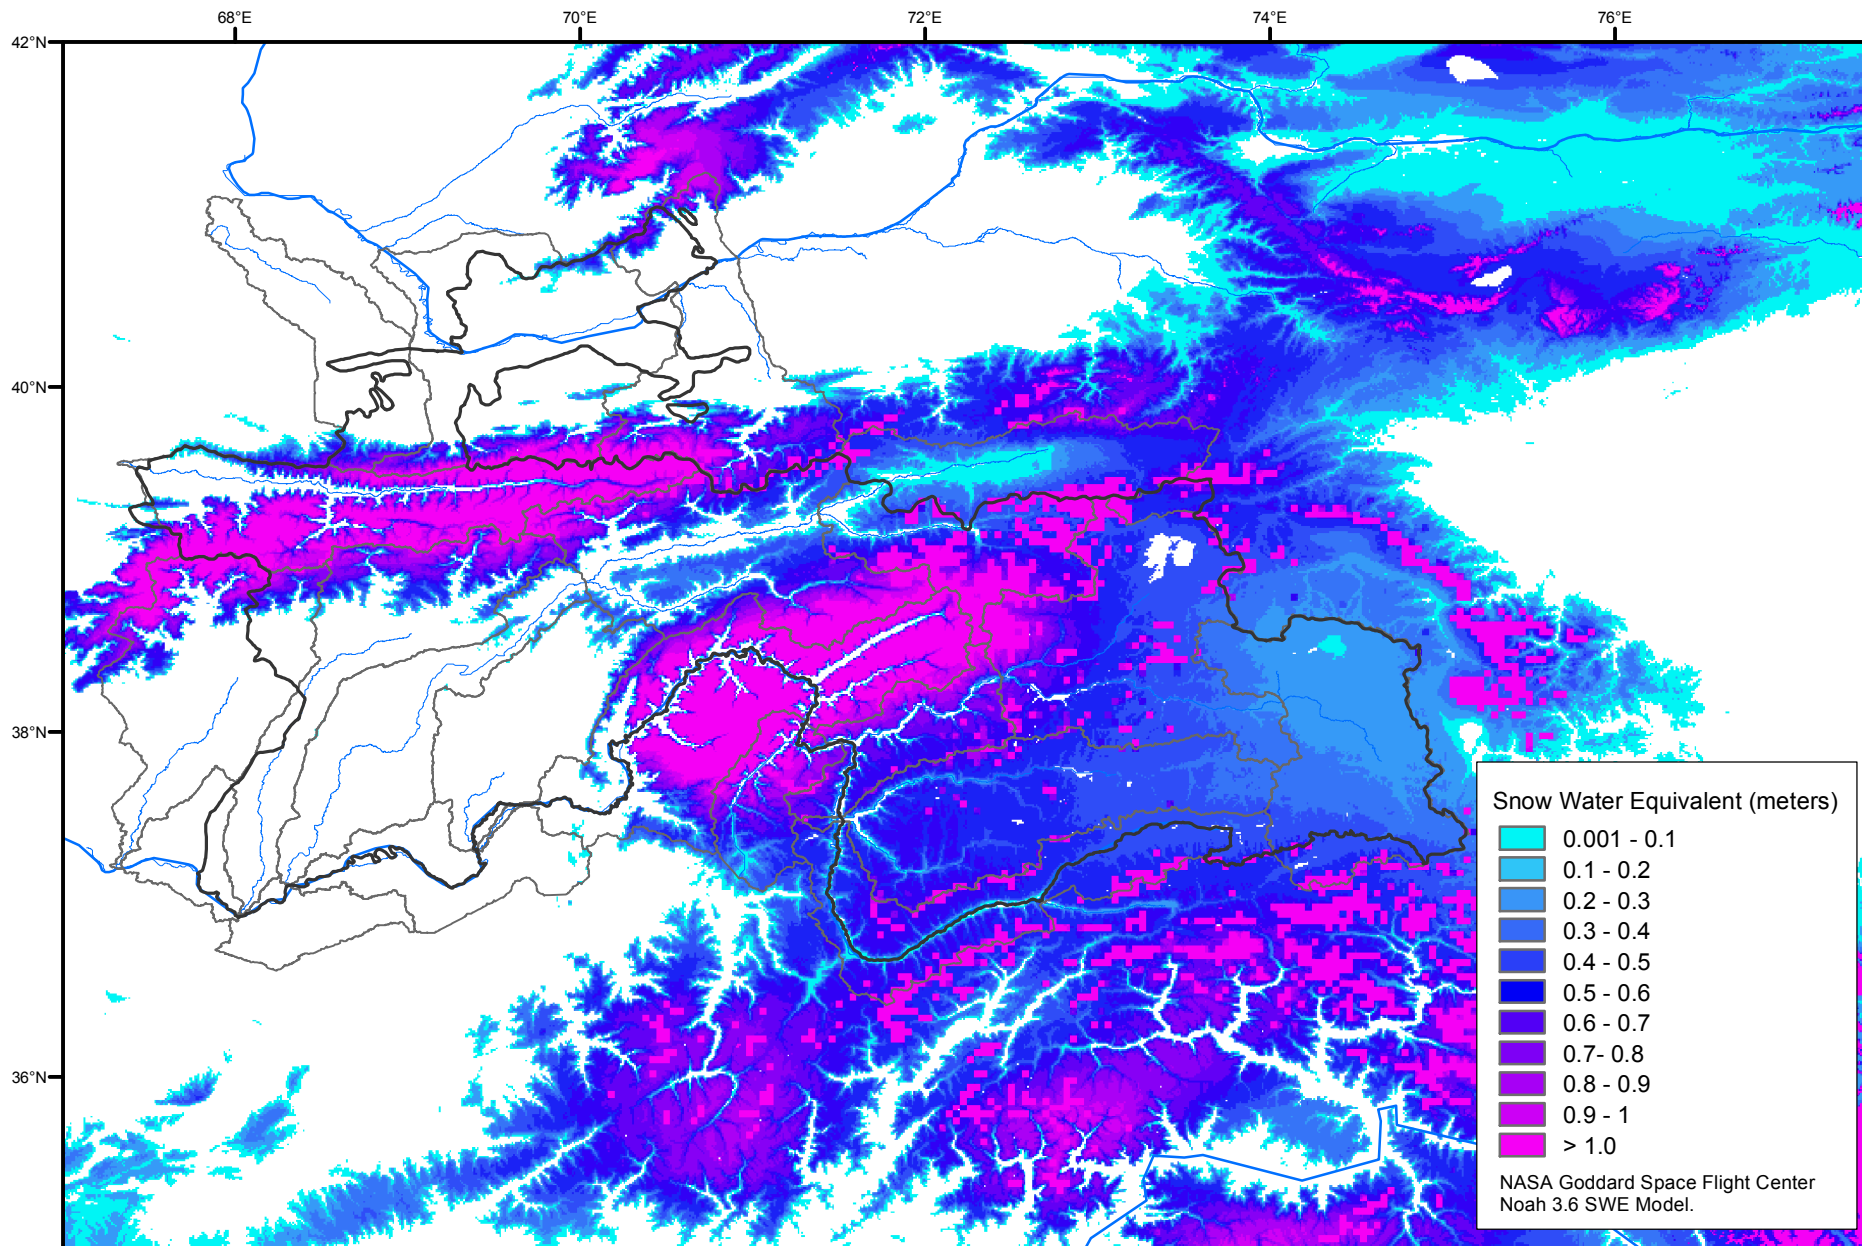 68°E
70°E
72°E
74°E
76°E
42°N
40°N
38°N
36°N
Snow Water Equivalent (meters)
0.001 - 0.1
0.1 - 0.2
0.2 - 0.3
0.3 - 0.4
0.4 - 0.5
0.5 - 0.6
0.6 - 0.7
0.7- 0.8
0.8 - 0.9
0.9 - 1
> 1.0
NASA Goddard Space Flight Center
Noah 3.6 SWE Model.